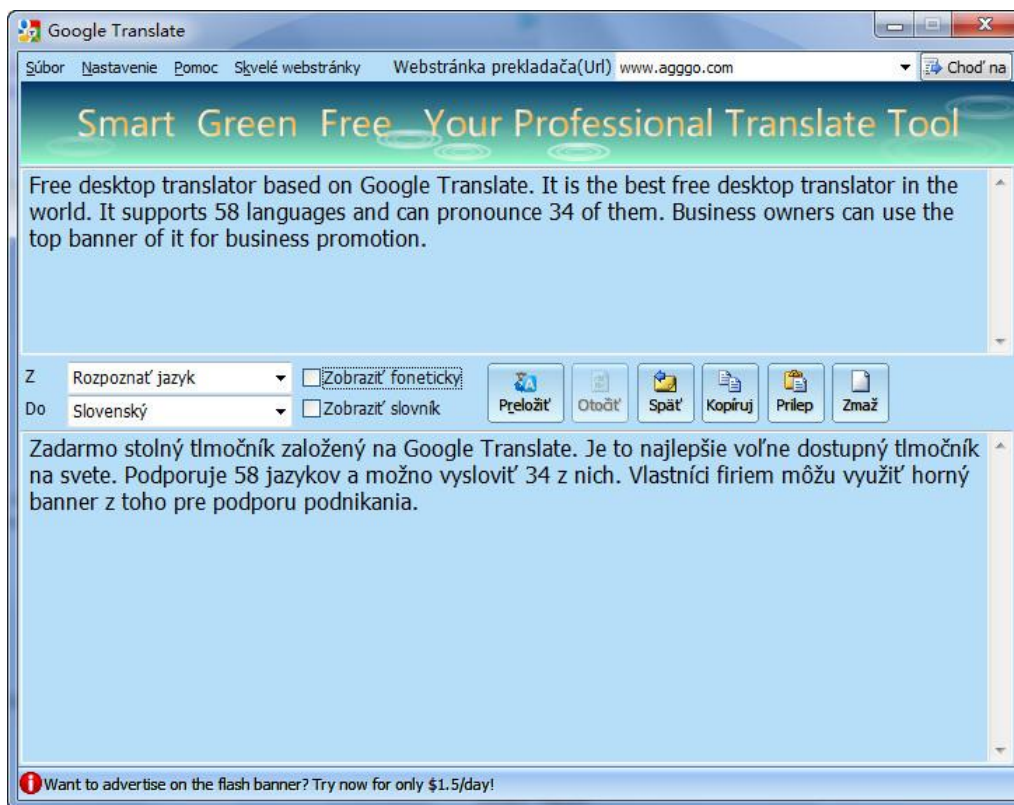 Google Translate
Súbor Nastavenie Pomoc Skvelé webstránky Webstránka prekladača(Url) www.agggo.com Choď na
Smart Green Free Your Professional Translate Tool
Free desktop translator based on Google Translate. It is the best free desktop translator in the
world. It supports 58 languages and can pronounce 34 of them. Business owners can use the
top banner of it for business promotion.
Z Rozpoznať jazyk Zobraziť foneticky
Do Slovenský Zobraziť slovník
Preložiť Otočiť Späť Kopíruj Prilep Zmaž
Zadarmo stolný tlmočník založený na Google Translate. Je to najlepšie voľne dostupný tlmočník
na svete. Podporuje 58 jazykov a možno vysloviť 34 z nich. Vlastníci firiem môžu využiť horný
banner z toho pre podporu podnikania.
Want to advertise on the flash banner? Try now for only $1.5/day!